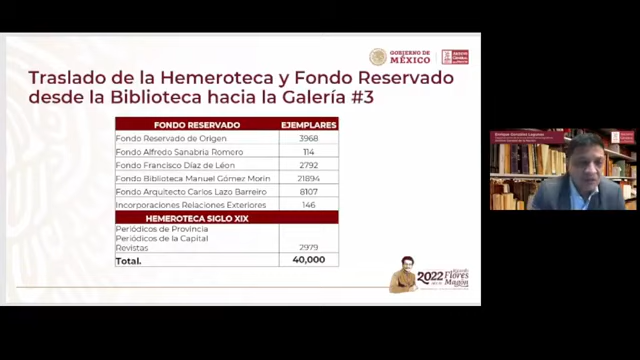 GOBIERNO DE
MÉXICO
Traslado de la Hemeroteca y Fondo Reservado
desde la Biblioteca hacia la Galería #3
FONDO RESERVADO EJEMPLARES
Fondo Reservado de Origen 3968
Fondo Alfredo Sanabria Romero 114
Fondo Francisco Díaz de León 2792
Fondo Biblioteca Manuel Gómez Morín 21894
Fondo Arquitecto Carlos Lazo Barreiro 8107
Incorporaciones Relaciones Exteriores 146
HEMEROTECA SIGLO XIX
Periódicos de Provincia
Periódicos de la Capital
Revistas 2979
Total. 40,000
2022 Flores
Magón
Enrique González